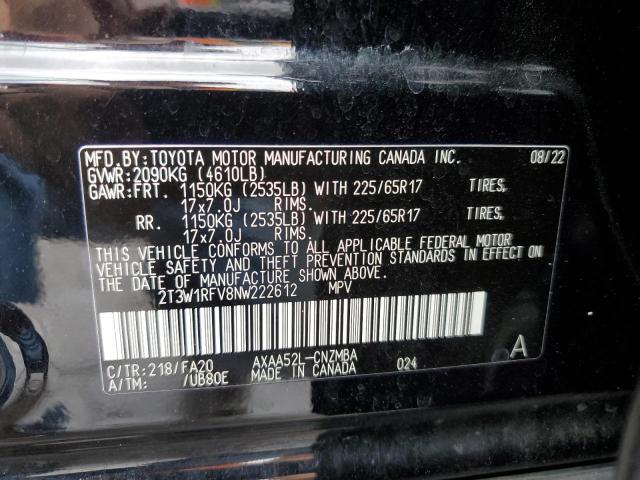 MFD.BY:TOYOTA MOTOR MANUFACTURING CANADA INC. 08/22
GVWR:2090KG (4610LB)
GAWR:FRT. 1150KG (2535LB) WITH 225/65R17 TIRES,
17x7.0J RIMS.
RR. 1150KG (2535LB) WITH 225/65R17 TIRES,
17x7.0J RIMS.
THIS VEHICLE CONFORMS TO ALL APPLICABLE FEDERAL MOTOR
VEHICLE SAFETY AND THEFT PREVENTION STANDARDS IN EFFECT ON
THE DATE OF MANUFACTURE SHOWN ABOVE.
2T3W1RFV8NW222612 MPV
A
C/TR:218/FA20 AXAA52L-CNZMBA 024
A/TM: /UB80E MADE IN CANADA